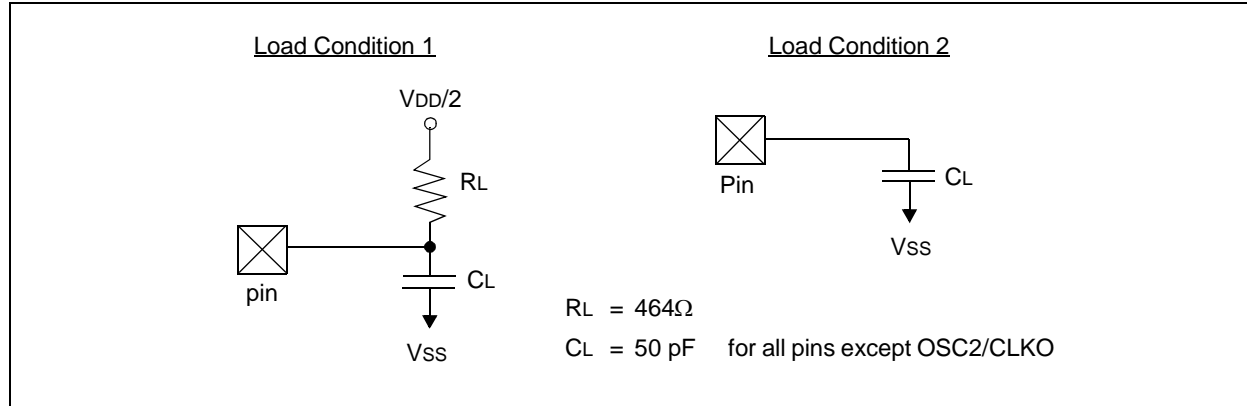 Load Condition 1
Load Condition 2
VDD/2
RL
CL
pin
VSS
Pin
CL
VSS
RL = 464Ω
CL = 50 pF for all pins except OSC2/CLKO